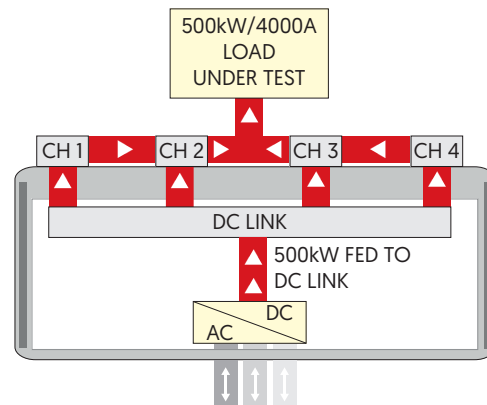 500kW/4000A
LOAD
UNDER TEST
CH 1
CH 2
CH 3
CH 4
DC LINK
500kW FED TO
DC LINK
DC
AC